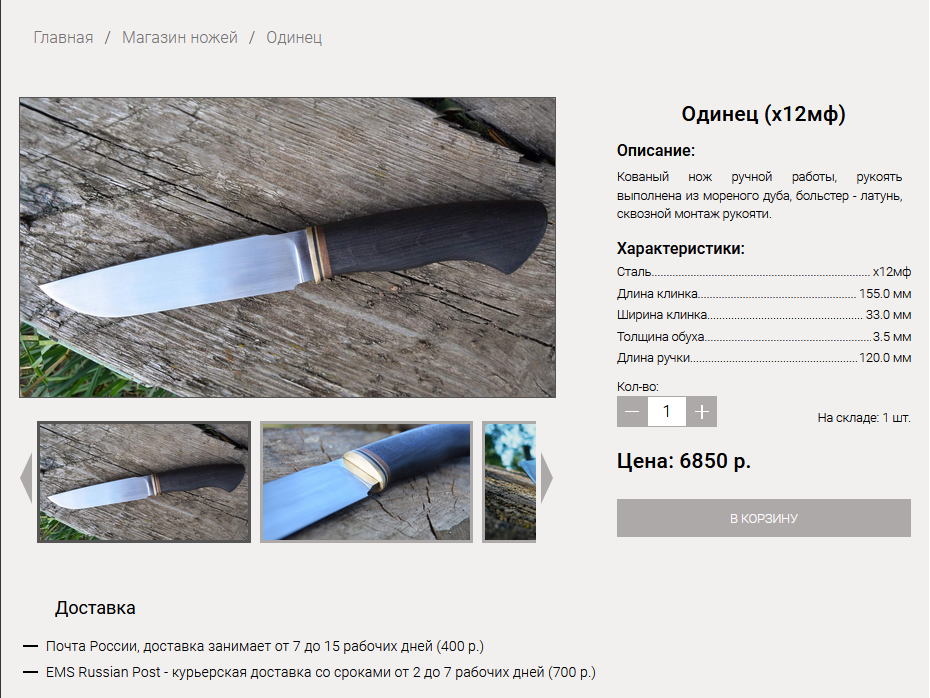 Главная / Магазин ножей / Одинец
Одинец (х12мф)
Описание:
Кованый нож ручной работы, рукоять
выполнена из мореного дуба, больстер - латунь,
сквозной монтаж рукояти.
Характеристики:
Сталь х12мф
Длина клинка 155.0 мм
Ширина клинка 33.0 мм
Толщина обуха 3.5 мм
Длина ручки 120.0 мм
Кол-во:
— 1 +
На складе: 1 шт.
Цена: 6850 р.
В КОРЗИНУ
Доставка
— Почта России, доставка занимает от 7 до 15 рабочих дней (400 р.)
— EMS Russian Post - курьерская доставка со сроками от 2 до 7 рабочих дней (700 р.)